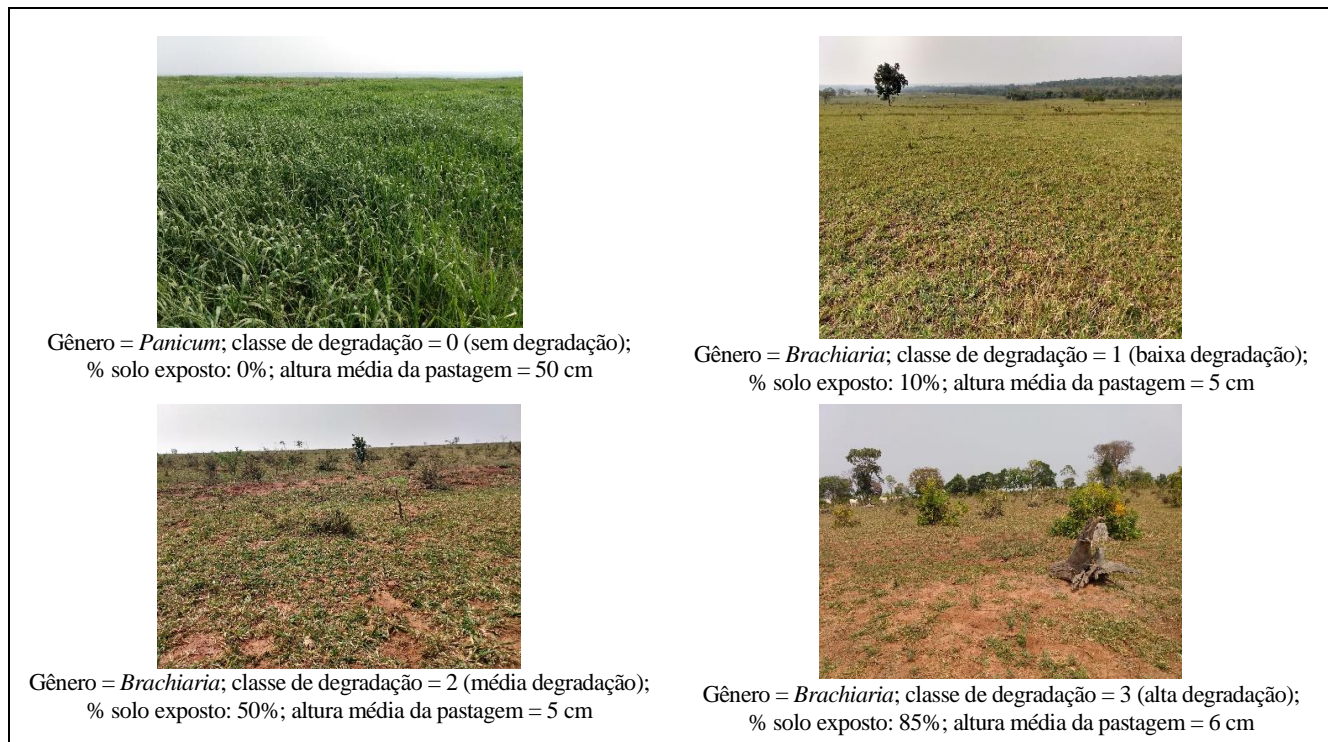 Gênero = Panicum; classe de degradação = 0 (sem degradação);
% solo exposto: 0%; altura média da pastagem = 50 cm
Gênero = Brachiaria; classe de degradação = 1 (baixa degradação);
% solo exposto: 10%; altura média da pastagem = 5 cm
Gênero = Brachiaria; classe de degradação = 2 (média degradação);
% solo exposto: 50%; altura média da pastagem = 5 cm
Gênero = Brachiaria; classe de degradação = 3 (alta degradação);
% solo exposto: 85%; altura média da pastagem = 6 cm